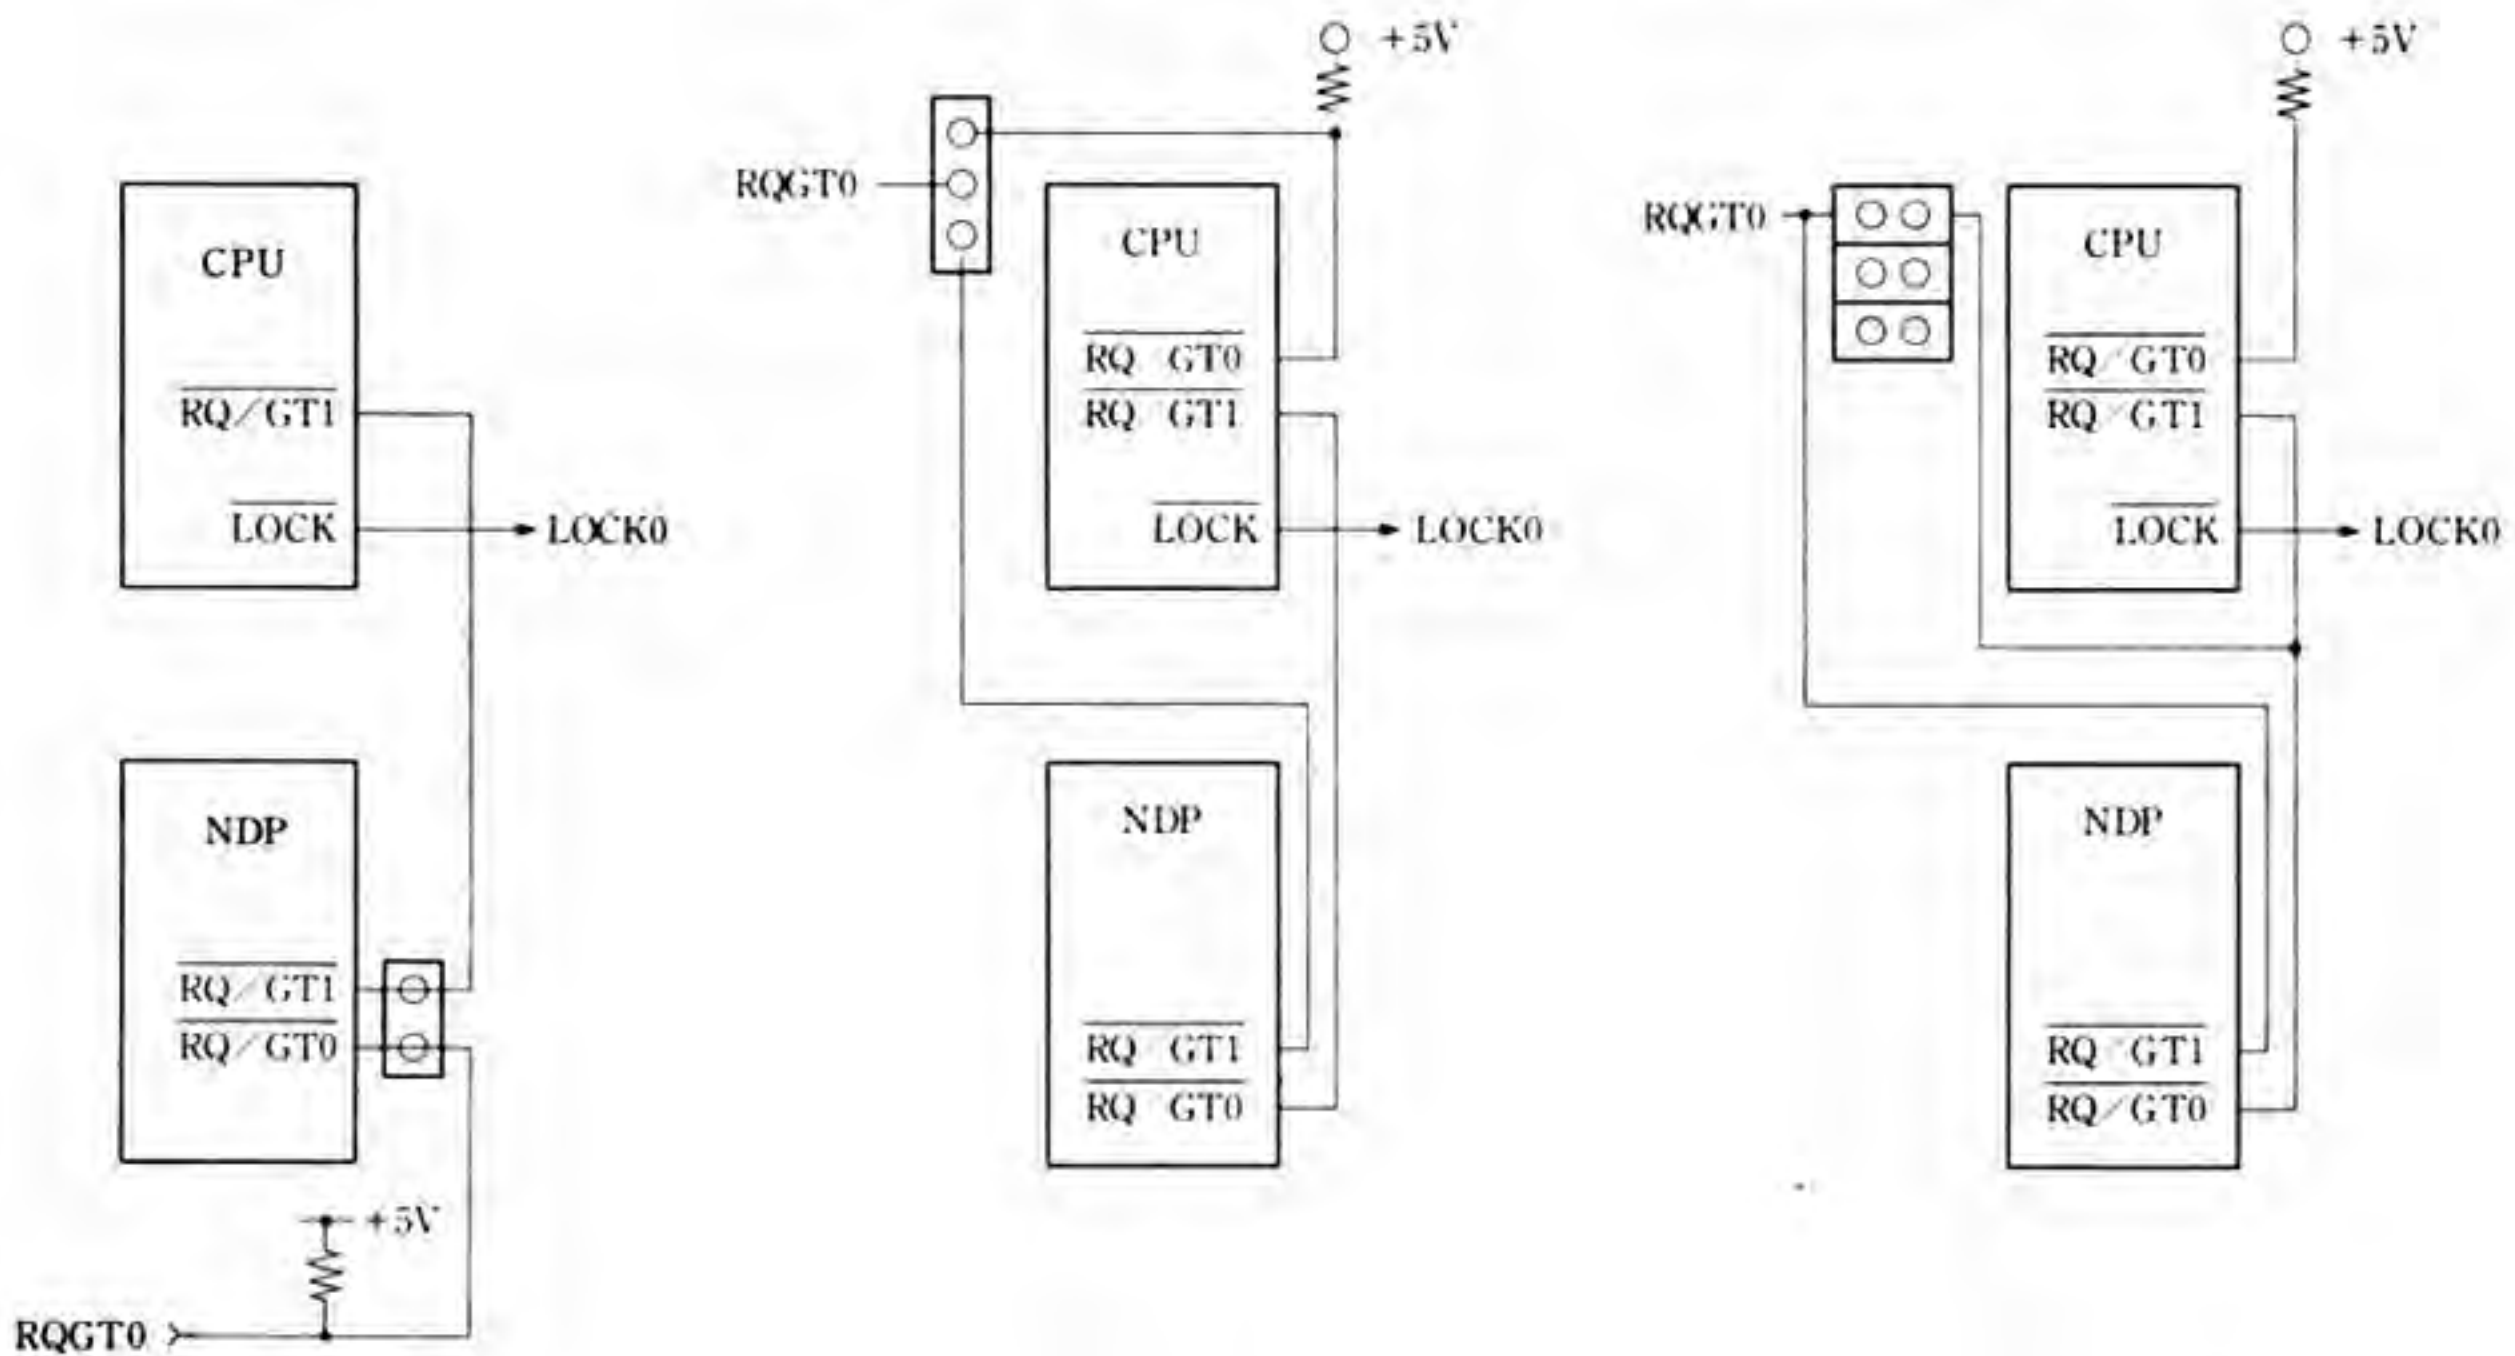 CPU
RQ/GT1
LOCK
LOCK0
NDP
RQ/GT1
RQ/GT0
+5V
RQGT0
+5V
RQGT0
CPU
RQ GT0
RQ GT1
LOCK
LOCK0
NDP
RQ GT1
RQ GT0
+5V
RQGT0
CPU
RQ/GT0
RQ/GT1
LOCK
LOCK0
NDP
RQ/GT1
RQ/GT0